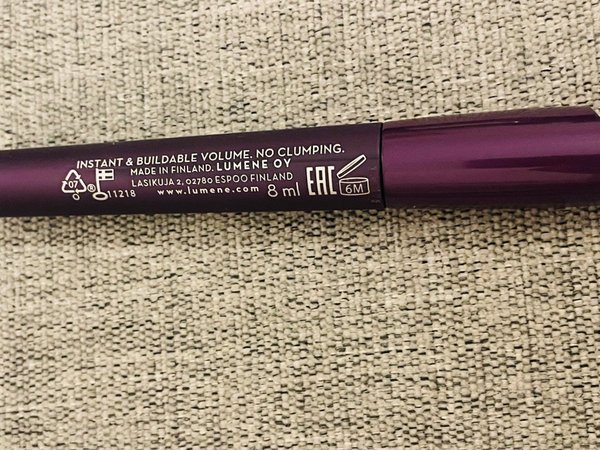 INSTANT & BUILDABLE VOLUME. NO CLUMPING.
MADE IN FINLAND. LUMENE OY
LASIKUJA 2, 02780 ESPOO FINLAND
www.lumene.com 8 ml
07 ® 11218
EAC 6M